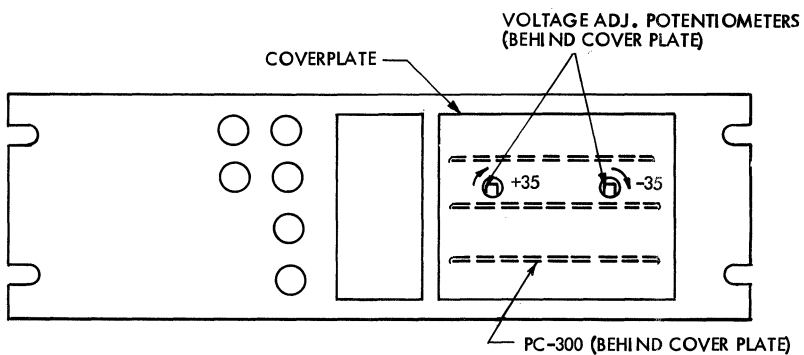 VOLTAGE ADJ. POTENTIOMETERS
(BEHIND COVER PLATE)
COVERPLATE
+35
-35
PC-300 (BEHIND COVER PLATE)